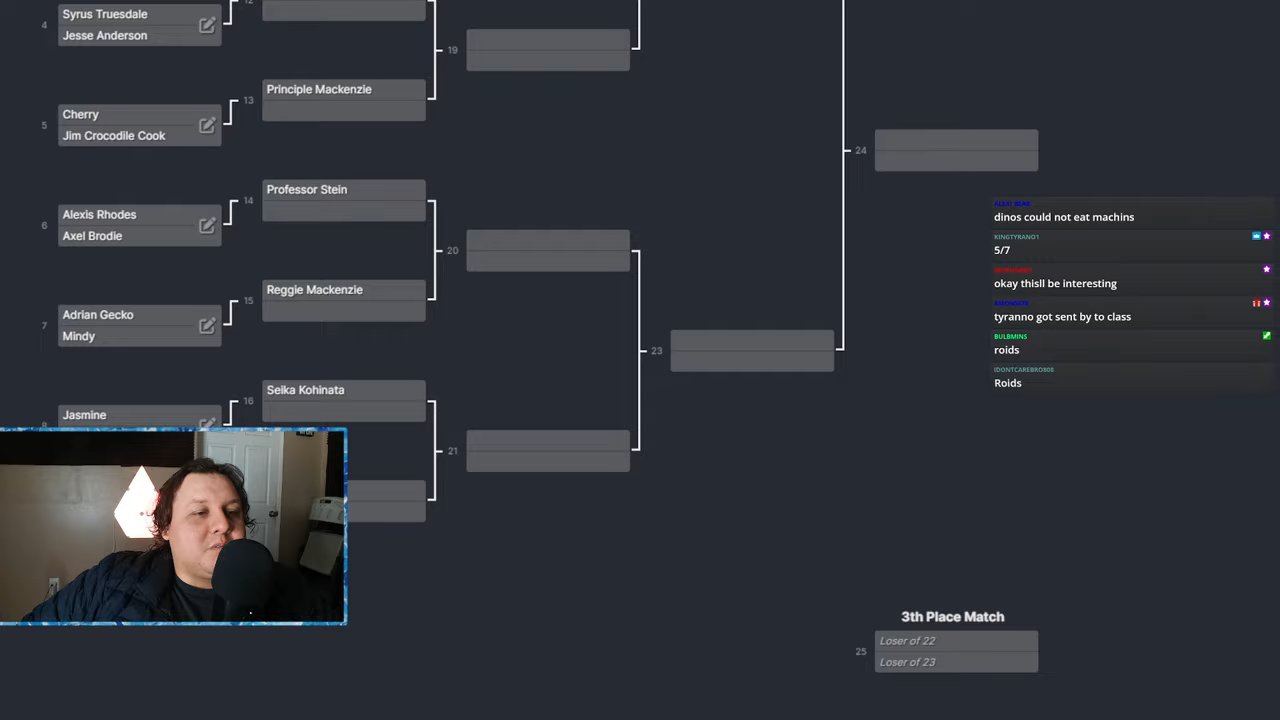 4
Syrus Truesdale
Jesse Anderson
12
19
5
Cherry
Jim Crocodile Cook
13
Principle Mackenzie
24
6
Alexis Rhodes
Axel Brodie
14
Professor Stein
20
7
Adrian Gecko
Mindy
15
Reggie Mackenzie
23
Jasmine
16
Seika Kohinata
21
dinos could not eat machins
KINGTYRANO1
5/7
okay thisll be interesting
tyranno got sent by to class
BULBMINS
roids
IDONTCAREBRO808
Roids
3th Place Match
25
Loser of 22
Loser of 23